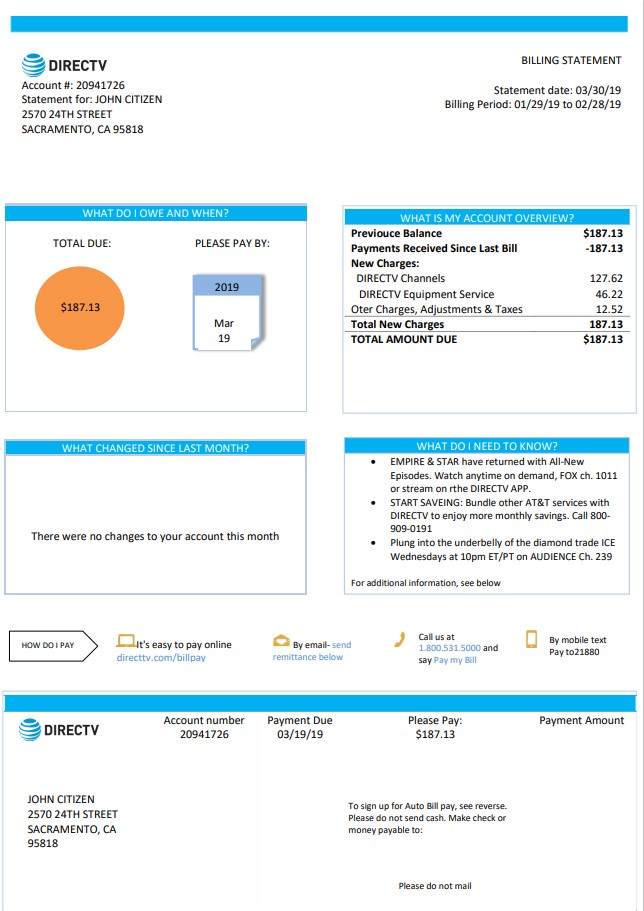 DIRECTV
BILLING STATEMENT
Account #: 20941726
Statement for: JOHN CITIZEN
2570 24TH STREET
SACRAMENTO, CA 95818
Statement date: 03/30/19
Billing Period: 01/29/19 to 02/28/19
WHAT DO I OWE AND WHEN?
TOTAL DUE:
PLEASE PAY BY:
$187.13
2019
Mar
19
WHAT IS MY ACCOUNT OVERVIEW?
Previouce Balance $187.13
Payments Received Since Last Bill -187.13
New Charges:
DIRECTV Channels 127.62
DIRECTV Equipment Service 46.22
Oter Charges, Adjustments & Taxes 12.52
Total New Charges 187.13
TOTAL AMOUNT DUE $187.13
WHAT CHANGED SINCE LAST MONTH?
There were no changes to your account this month
WHAT DO I NEED TO KNOW?
• EMPIRE & STAR have returned with All-New
Episodes. Watch anytime on demand, FOX ch. 1011
or stream on rthe DIRECTV APP.
• START SAVEING: Bundle other AT&T services with
DIRECTV to enjoy more monthly savings. Call 800-
909-0191
• Plung into the underbelly of the diamond trade ICE
Wednesdays at 10pm ET/PT on AUDIENCE Ch. 239
For additional information, see below
HOW DO I PAY
It's easy to pay online
directtv.com/billpay
By email- send
remittance below
Call us at
1.800.531.5000 and
say Pay my Bill
By mobile text
Pay to21880
DIRECTV
Account number
20941726
Payment Due
03/19/19
Please Pay:
$187.13
Payment Amount
JOHN CITIZEN
2570 24TH STREET
SACRAMENTO, CA
95818
To sign up for Auto Bill pay, see reverse.
Please do not send cash. Make check or
money payable to:
Please do not mail